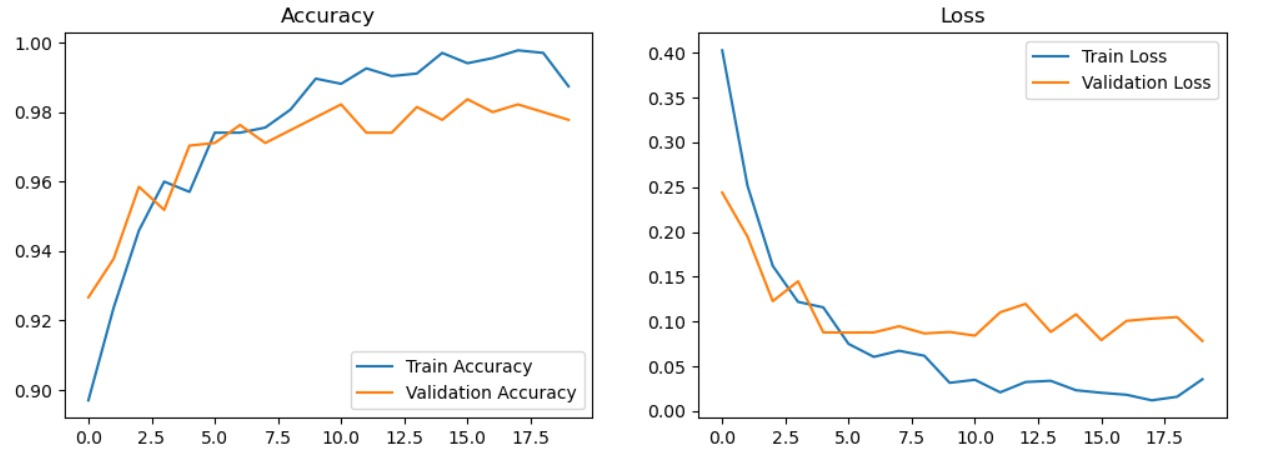 Accuracy
1.00
0.98
0.96
0.94
0.92
0.90
Train Accuracy
Validation Accuracy
0.0 2.5 5.0 7.5 10.0 12.5 15.0 17.5
Loss
0.40
0.35
0.30
0.25
0.20
0.15
0.10
0.05
0.00
Train Loss
Validation Loss
0.0 2.5 5.0 7.5 10.0 12.5 15.0 17.5